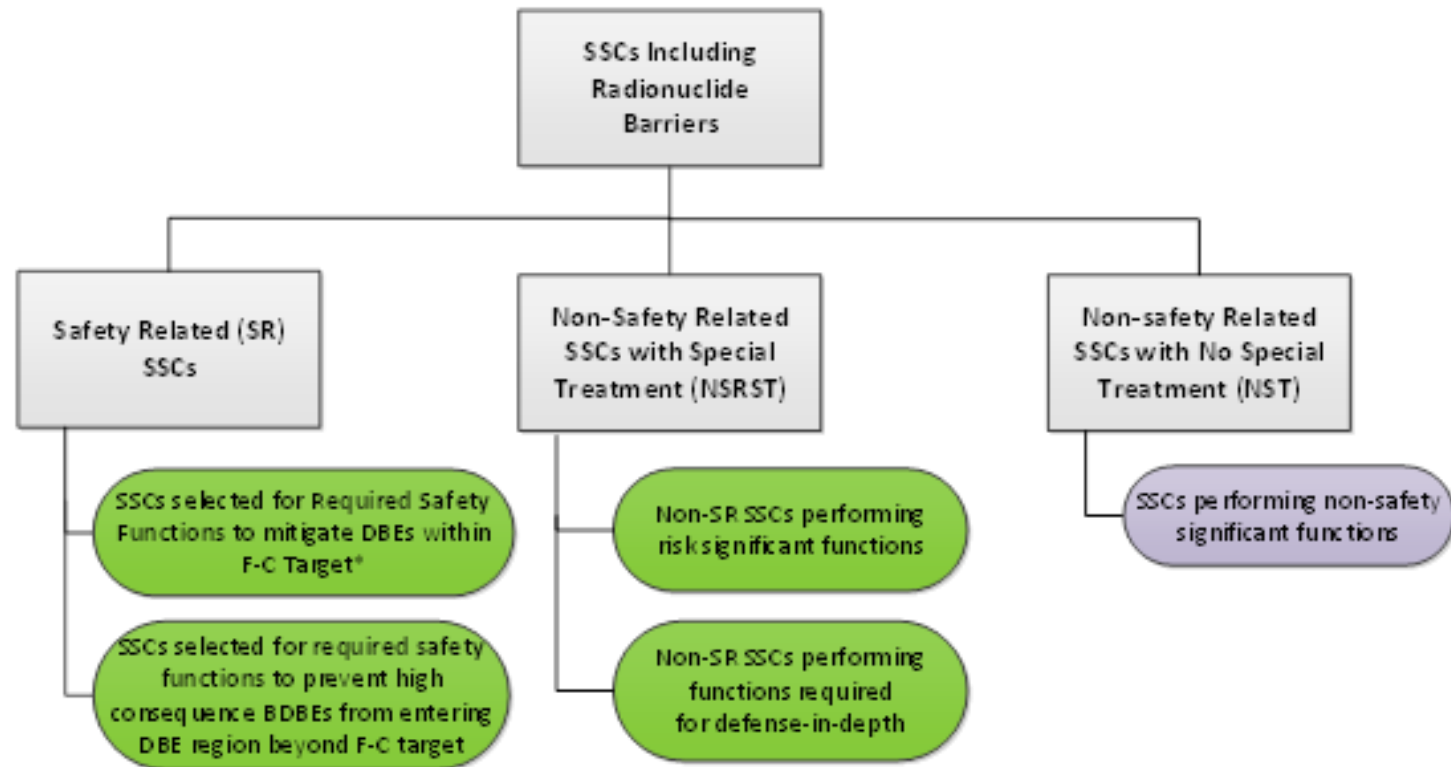 SSCs Including
Radionuclide
Barriers
Safety Related (SR)
SSCs
Non-Safety Related
SSCs with Special
Treatment (NSRST)
Non-safety Related
SSCs with No Special
Treatment (NST)
SSCs selected for Required Safety
Functions to mitigate DBEs within
F-C Target*
Non-SR SSCs performing
risk significant functions
SSCs performing non-safety
significant functions
SSCs selected for required safety
functions to prevent high
consequence BDBEs from entering
DBE region beyond F-C target
Non-SR SSCs performing
functions required
for defense-in-depth